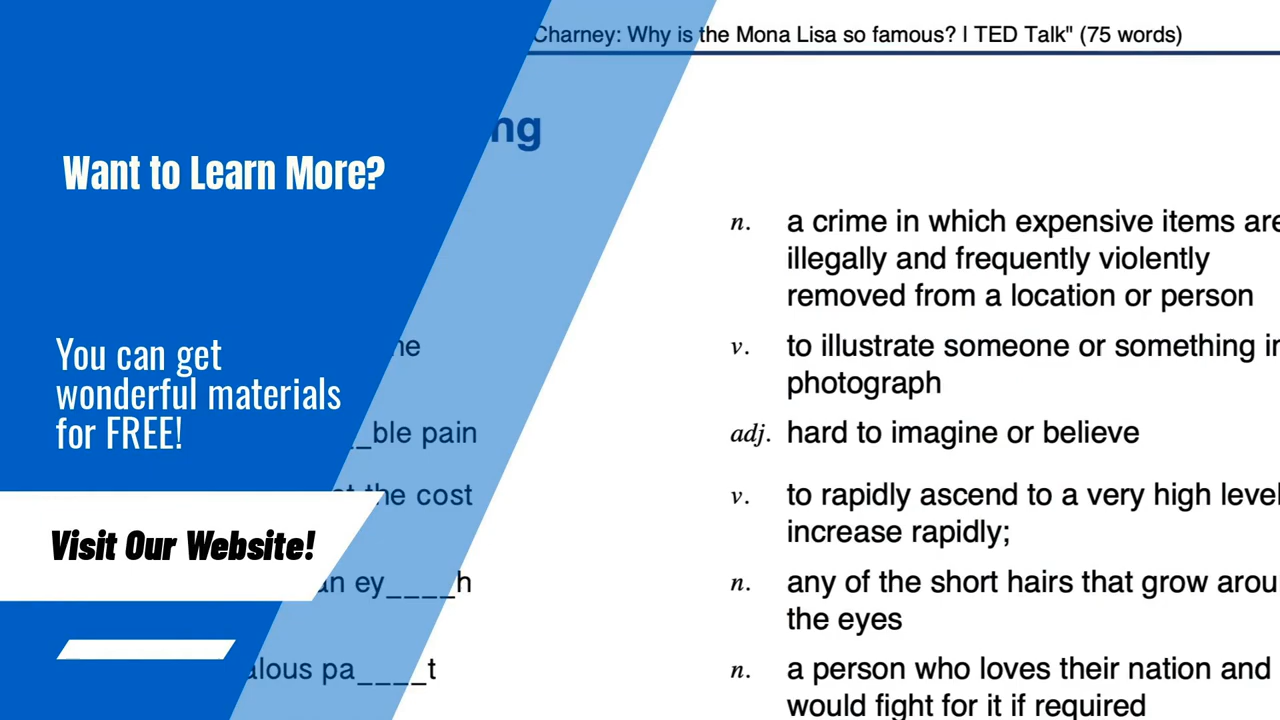 Charney: Why is the Mona Lisa so famous? | TED Talk" (75 words)
ng
Want to Learn More?
You can get
wonderful materials
for FREE!
Visit Our Website!
n. a crime in which expensive items are
illegally and frequently violently
removed from a location or person
v. to illustrate someone or something in
photograph
_ble pain
adj. hard to imagine or believe
the cost
v. to rapidly ascend to a very high level
increase rapidly;
an ey____h
n. any of the short hairs that grow arou
the eyes
alous pa____t
n. a person who loves their nation and
would fight for it if required